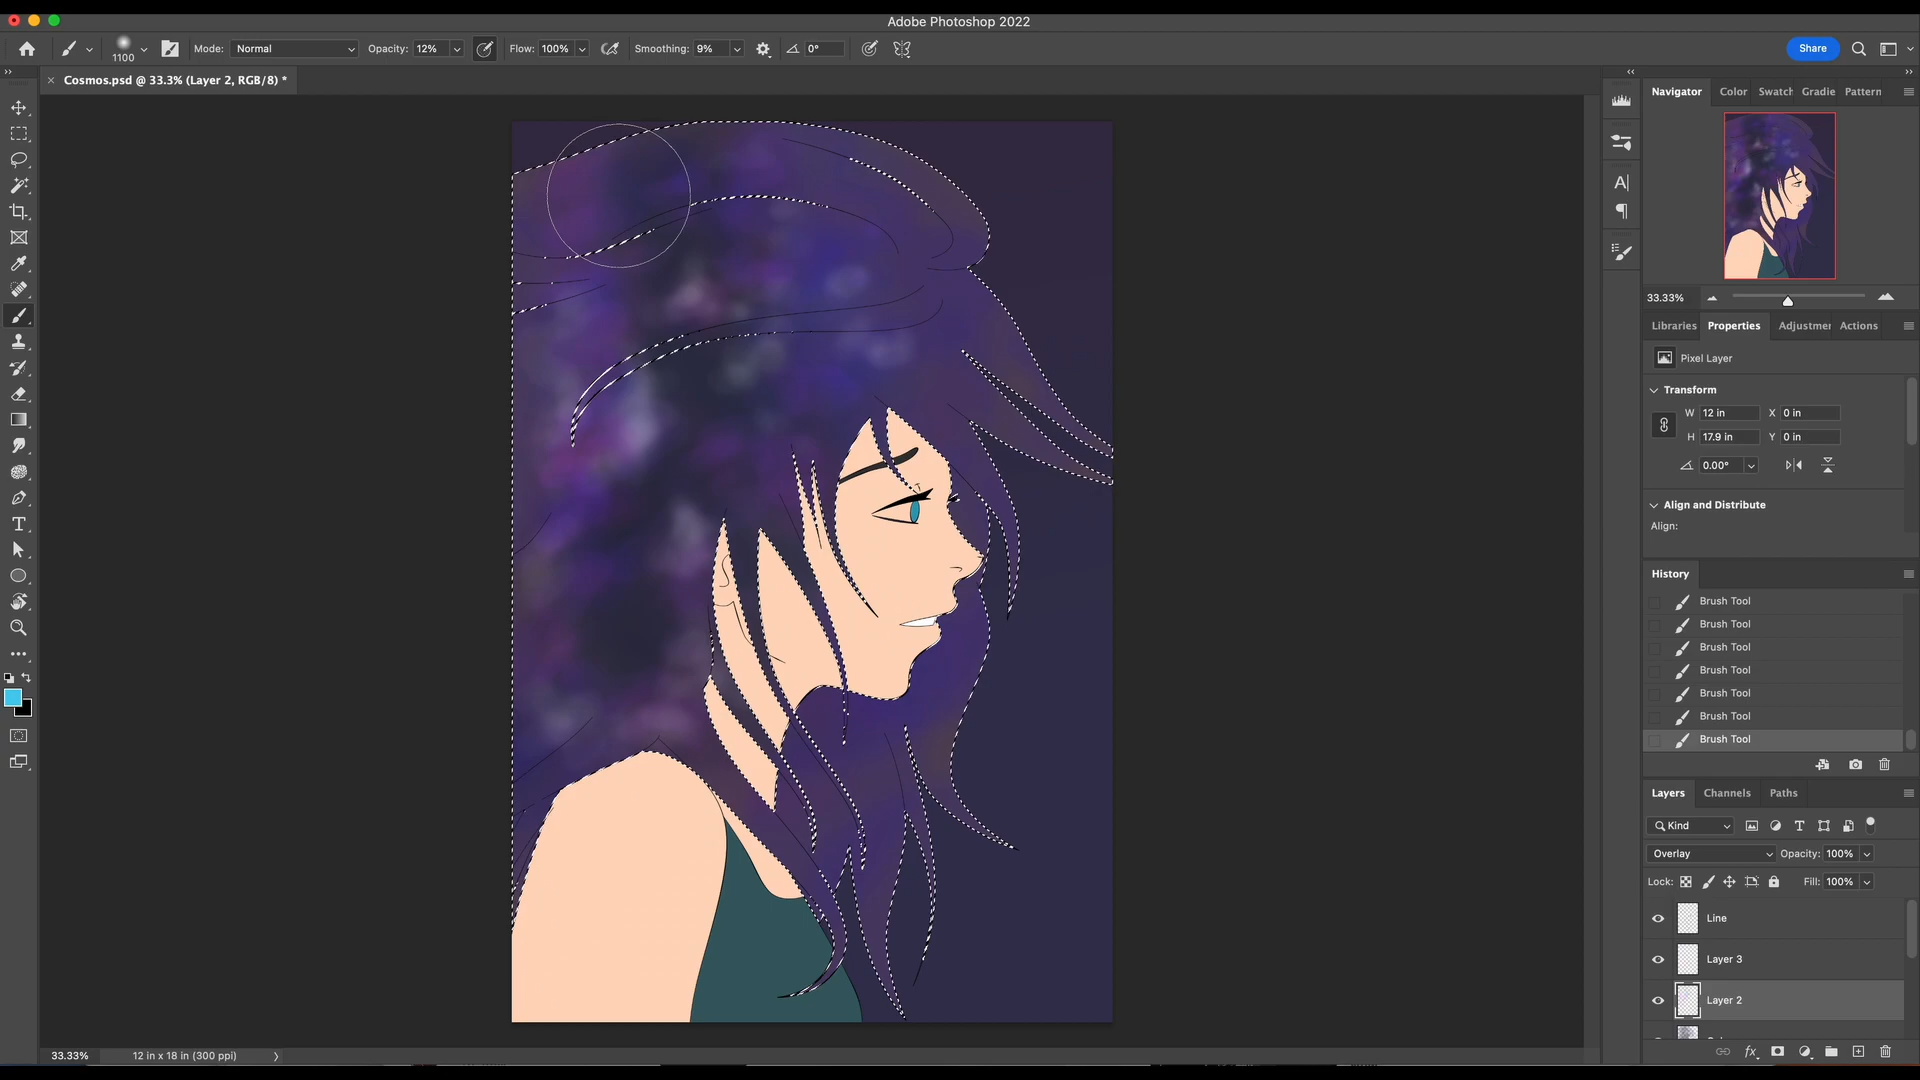 Adobe Photoshop 2022
1100
Mode: Normal
Opacity: 12%
Flow: 100%
Smoothing: 9%
0°
Share
Cosmos.psd @ 33.3% (Layer 2, RGB/8) *
Navigator
Color
Swatch
Gradie
Pattern
33.33%
Libraries
Properties
Adjustmer
Actions
Pixel Layer
Transform
W 12 in
X 0 in
H 17.9 in
Y 0 in
0.00°
Align and Distribute
Align:
History
Brush Tool
Brush Tool
Brush Tool
Brush Tool
Brush Tool
Brush Tool
Brush Tool
Layers
Channels
Paths
Kind
Overlay
Opacity: 100%
Lock:
Fill: 100%
Line
Layer 3
Layer 2
33.33%
12 in x 18 in (300 ppi)